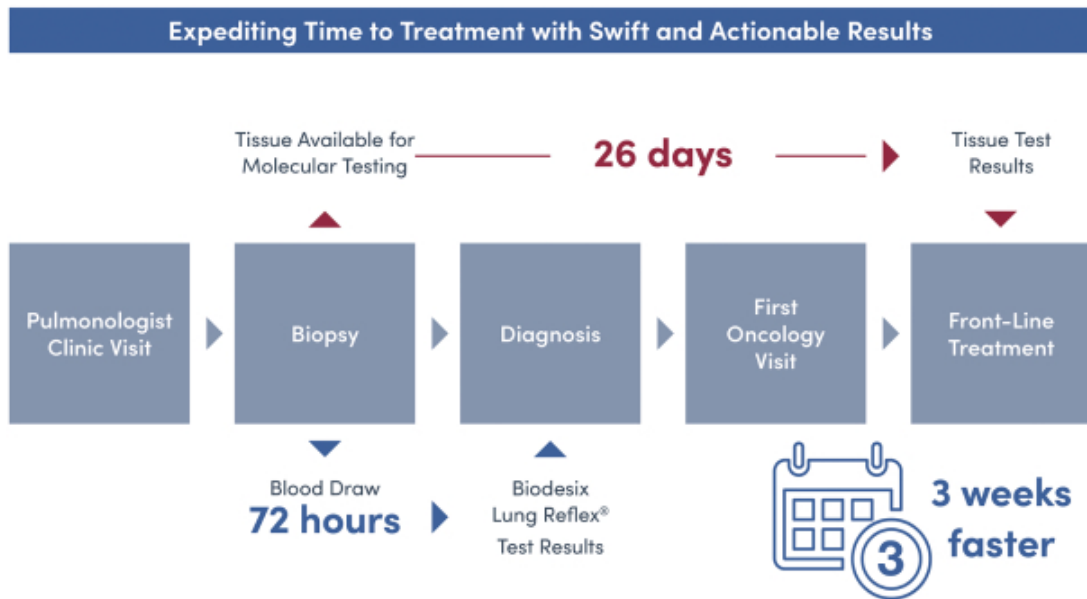 Expediting Time to Treatment with Swift and Actionable Results
Tissue Available for
Molecular Testing
26 days
Tissue Test
Results
Pulmonologist
Clinic Visit
Biopsy
Diagnosis
First
Oncology
Visit
Front-Line
Treatment
Blood Draw
72 hours
Biodesix
Lung Reflex®
Test Results
3
3 weeks
faster